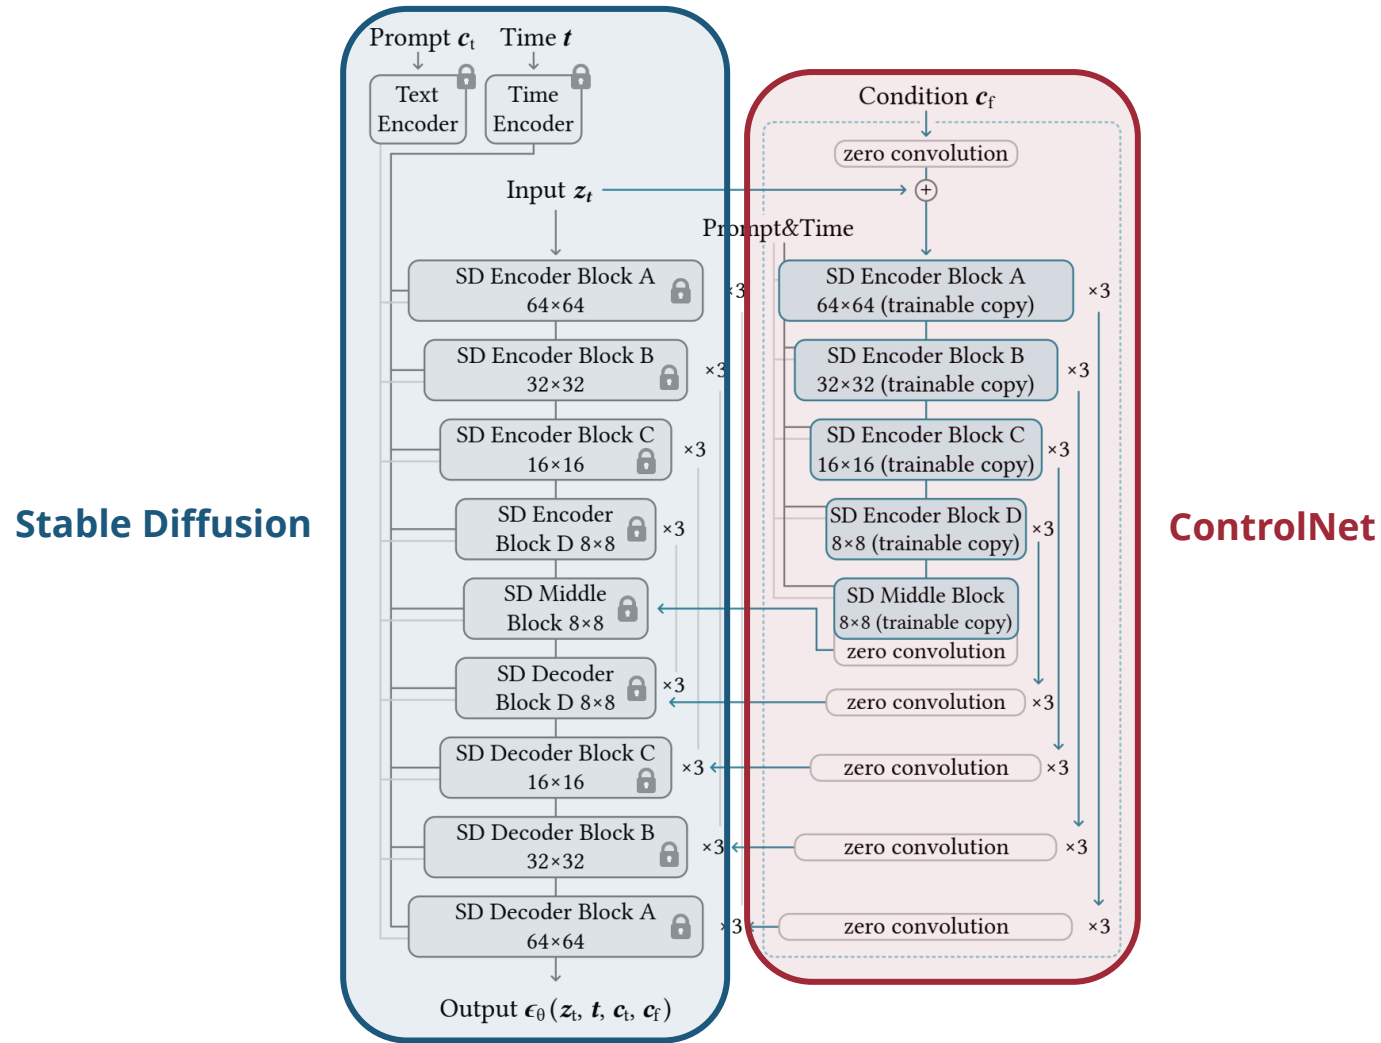 Prompt cₜ
Time t
Text
Encoder
Time
Encoder
Input zₜ
SD Encoder Block A
64×64
×3
SD Encoder Block B
32×32
×3
SD Encoder Block C
16×16
×3
SD Encoder
Block D 8×8
×3
SD Middle
Block 8×8
SD Decoder
Block D 8×8
×3
SD Decoder Block C
16×16
×3
SD Decoder Block B
32×32
×3
SD Decoder Block A
64×64
×3
Output ϵθ(zₜ, t, cₜ, c_f)
Stable Diffusion
Condition c_f
zero convolution
+
Prompt&Time
SD Encoder Block A
64×64 (trainable copy)
×3
SD Encoder Block B
32×32 (trainable copy)
×3
SD Encoder Block C
16×16 (trainable copy)
×3
SD Encoder Block D
8×8 (trainable copy)
×3
SD Middle Block
8×8 (trainable copy)
zero convolution
zero convolution
×3
zero convolution
×3
zero convolution
×3
zero convolution
×3
ControlNet